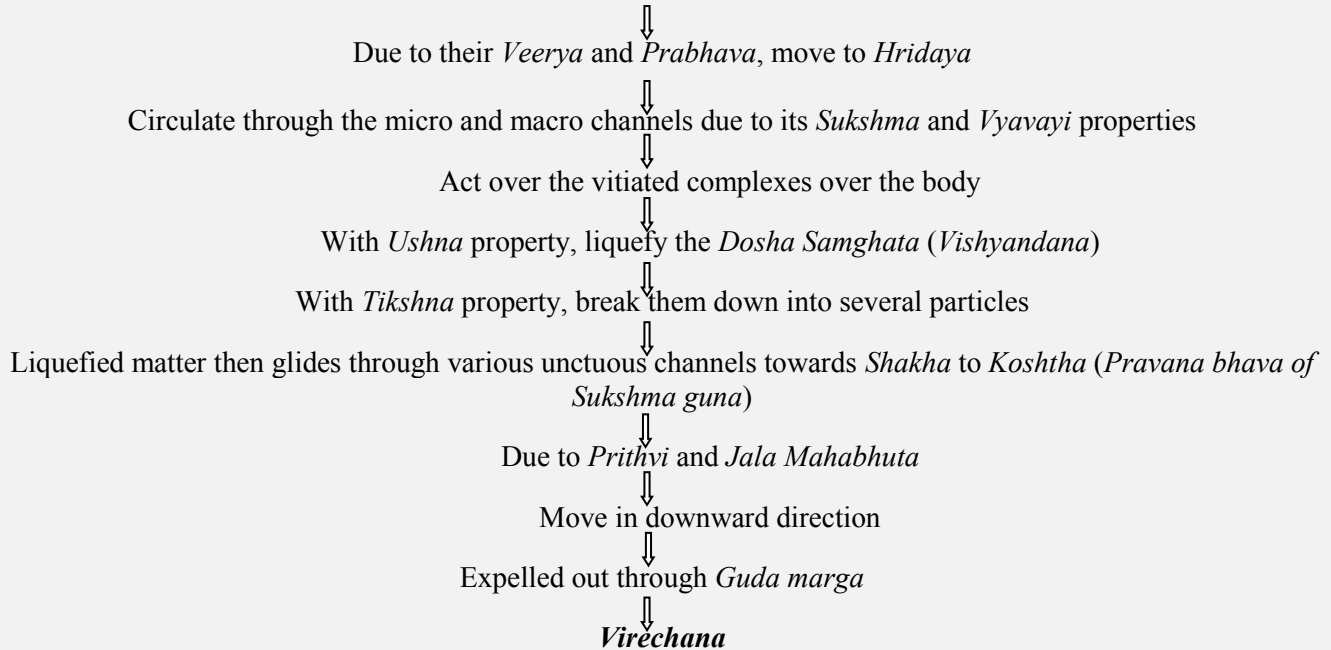 Due to their Veerya and Prabhava, move to Hridaya
Circulate through the micro and macro channels due to its Sukshma and Vyavayi properties
Act over the vitiated complexes over the body
With Ushna property, liquefy the Dosha Samghata (Vishyandana)
With Tikshna property, break them down into several particles
Liquefied matter then glides through various unctuous channels towards Shakha to Koshtha (Pravana bhava of
Sukshma guna)
Due to Prithvi and Jala Mahabhuta
Move in downward direction
Expelled out through Guda marga
Virechana